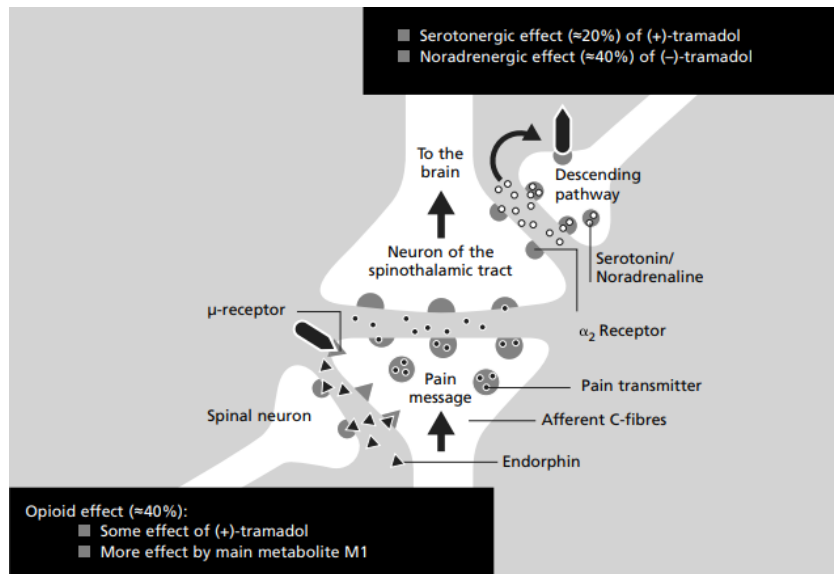 Serotonergic effect (≈20%) of (+)-tramadol
Noradrenergic effect (≈40%) of (–)-tramadol
To the
brain
Descending
pathway
Neuron of the
spinothalamic tract
Serotonin/
Noradrenaline
μ-receptor
α₂ Receptor
Pain
message
Pain transmitter
Spinal neuron
Afferent C-fibres
Endorphin
Opioid effect (≈40%):
Some effect of (+)-tramadol
More effect by main metabolite M1